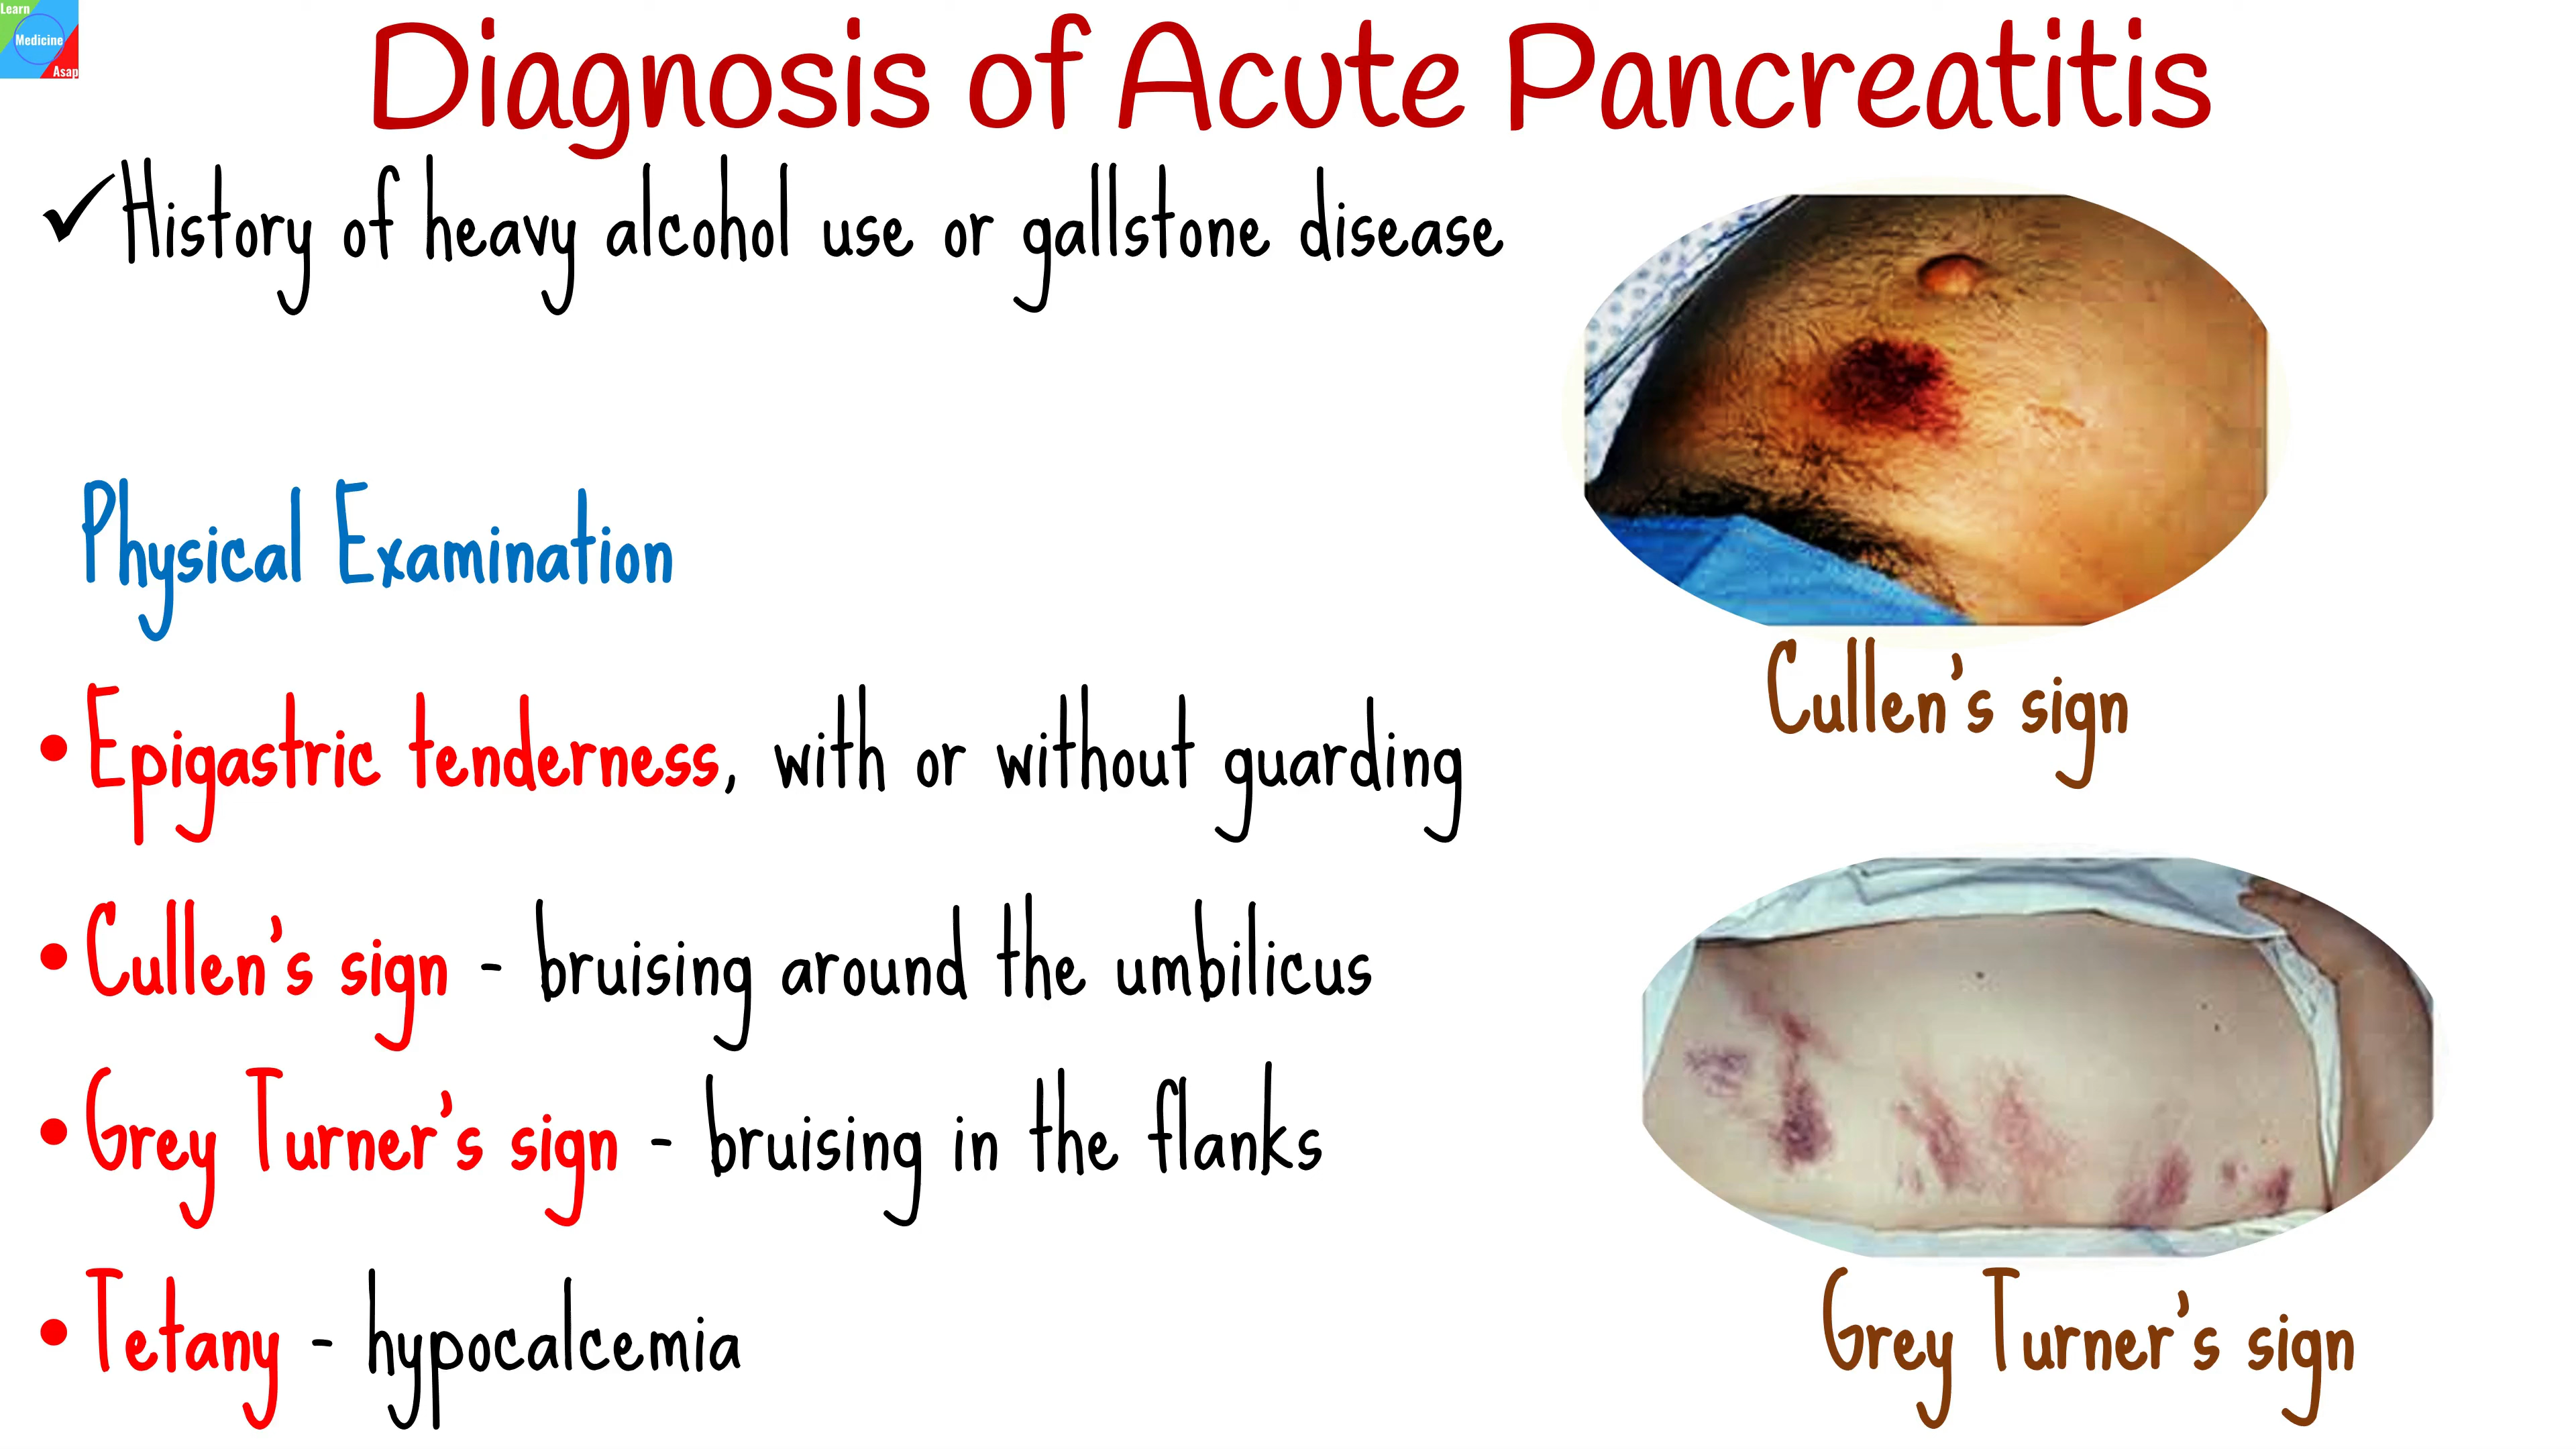 Learn
Medicine
Asap
Diagnosis of Acute Pancreatitis
✓History of heavy alcohol use or gallstone disease
Physical Examination
•Epigastric tenderness, with or without guarding
•Cullen's sign - bruising around the umbilicus
•Grey Turner's sign - bruising in the flanks
•Tetany - hypocalcemia
Cullen's sign
Grey Turner's sign